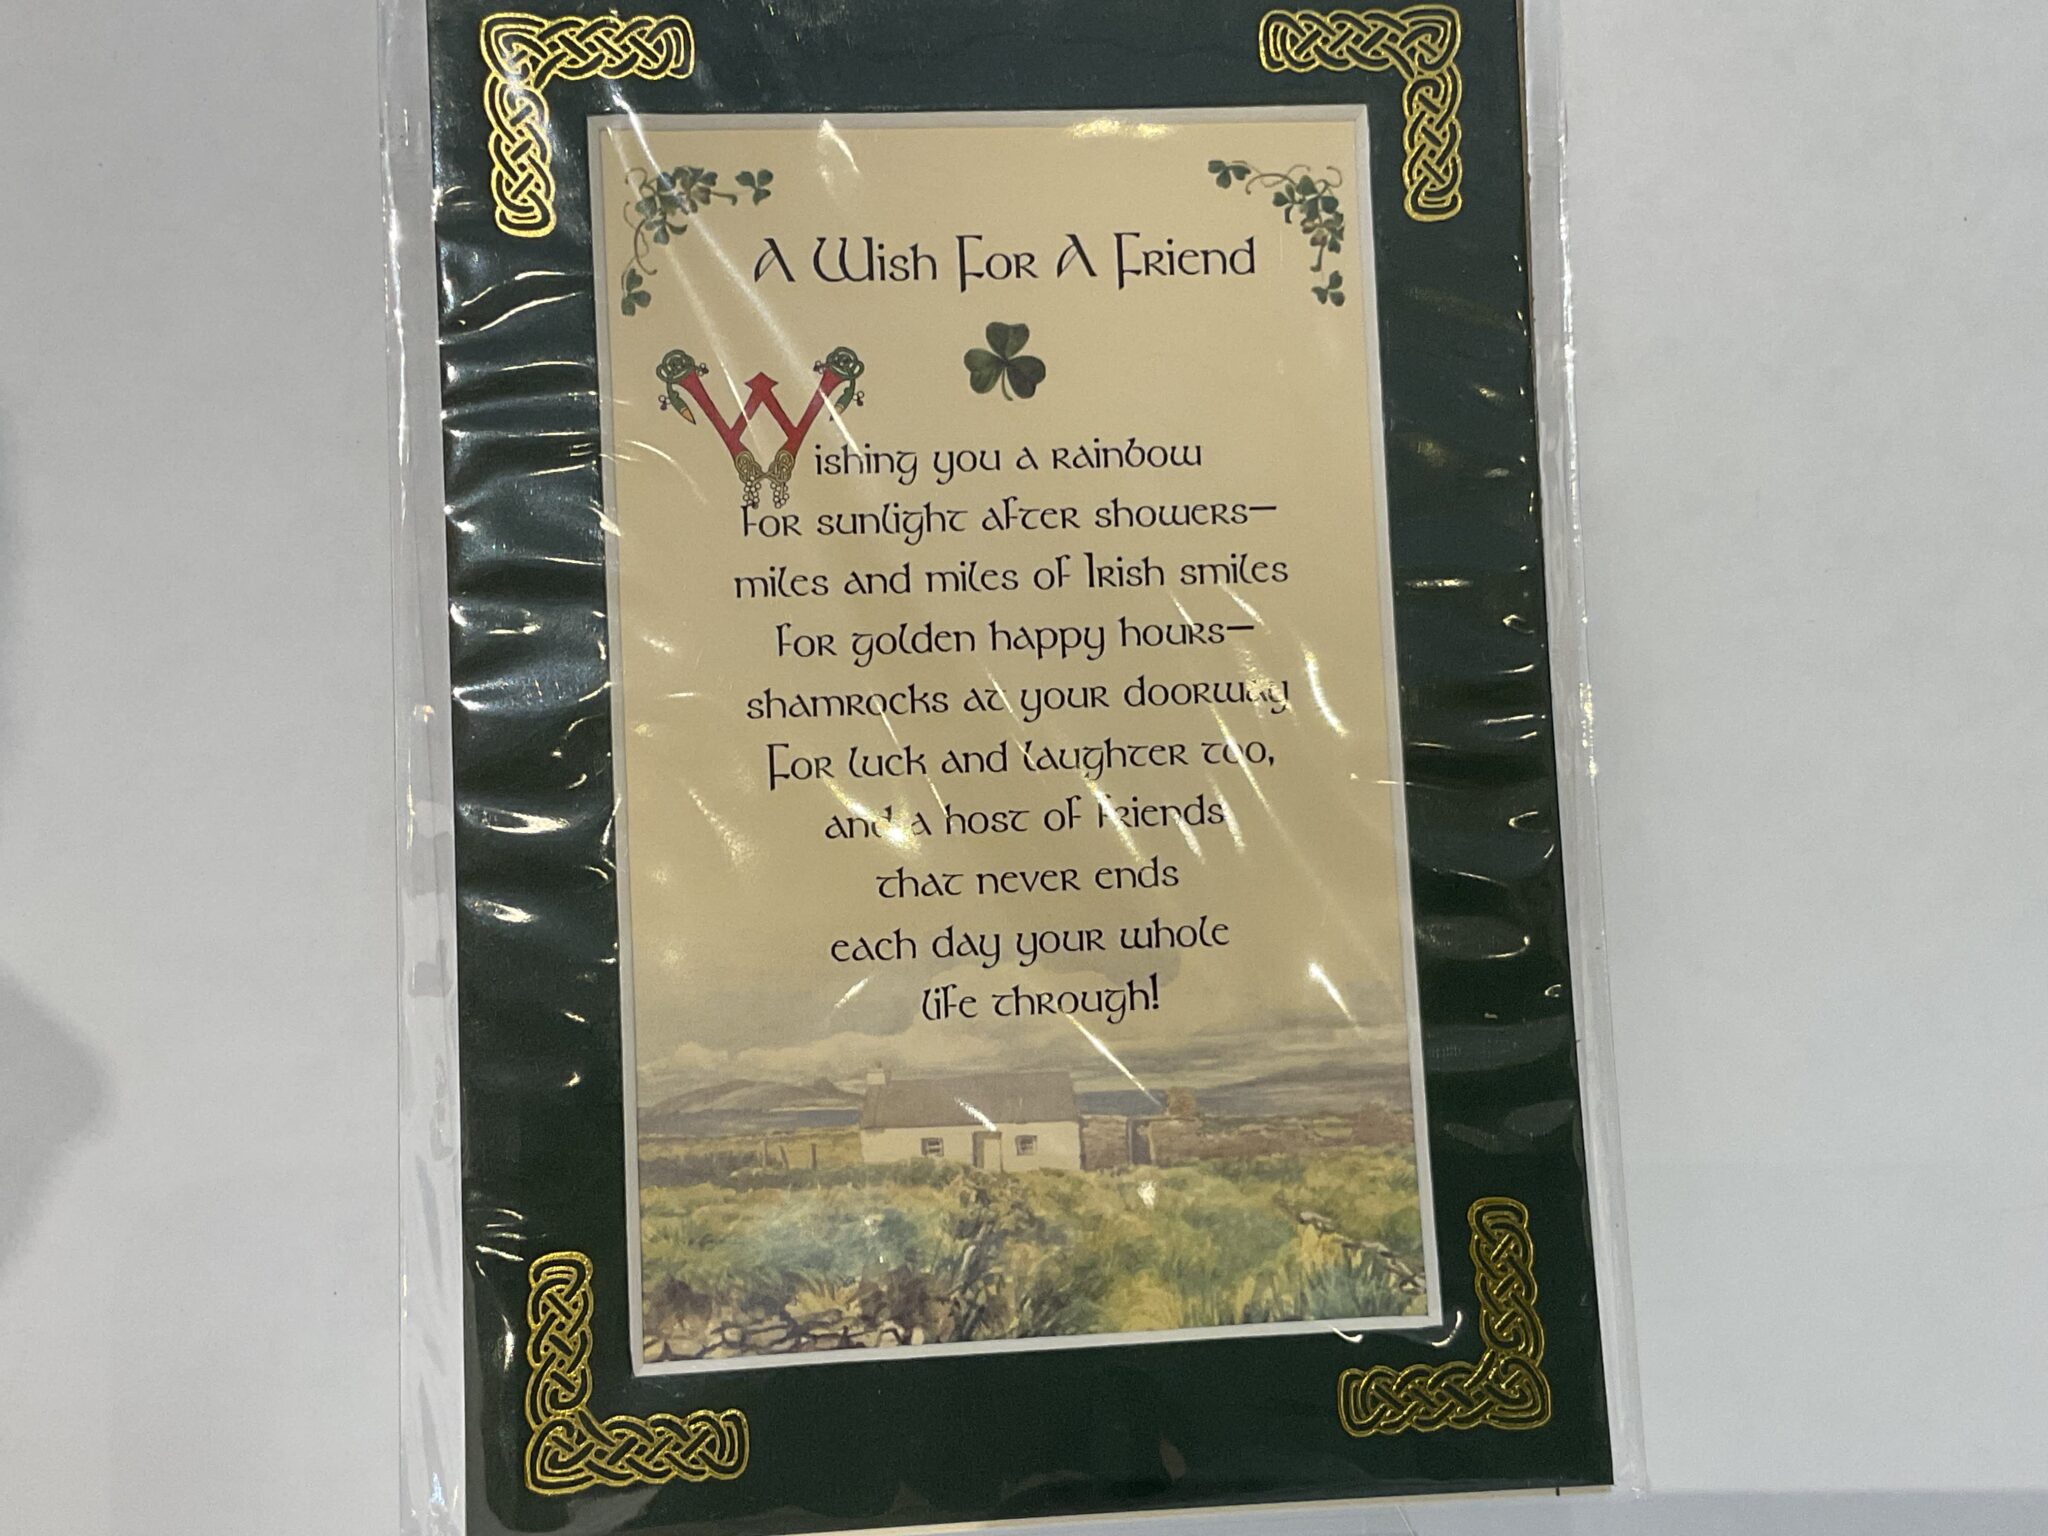 A Wish For A Friend
Wishing you a rainbow
for sunlight after showers—
miles and miles of Irish smiles
for golden happy hours—
shamrocks at your doorway
For luck and laughter too,
and a host of friends
that never ends
each day your whole
life through!